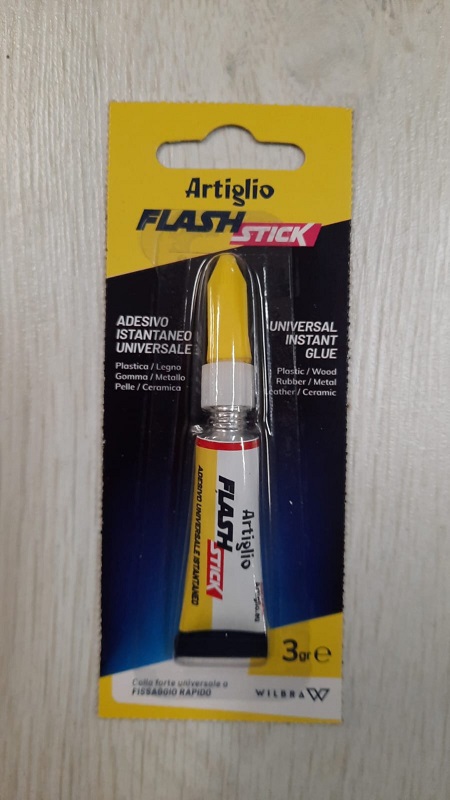 Artiglio
FLASH
STICK
ADESIVO
ISTANTANEO
UNIVERSALE
Plastica / Legno
Gomma / Metallo
Pelle / Ceramica
UNIVERSAL
INSTANT
GLUE
Plastic / Wood
Rubber / Metal
Leather / Ceramic
Artiglio
FLASH
STICK
ADESIVO UNIVERSALE ISTANTANEO
3gr e
Colla forte universale a
FISSAGGIO RAPIDO
WILBRA W